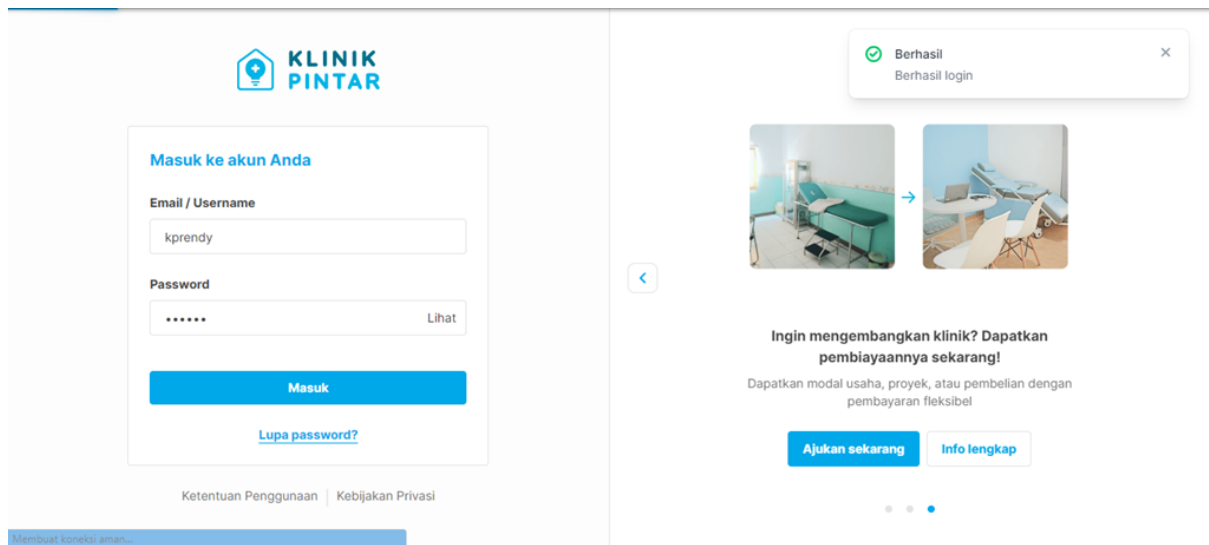 KLINIK
PINTAR
Masuk ke akun Anda
Email / Username
kprendy
Password
••••••
Lihat
Masuk
Lupa password?
Ketentuan Penggunaan
Kebijakan Privasi
Membuat koneksi aman...
Berhasil
Berhasil login
Ingin mengembangkan klinik? Dapatkan
pembiayaannya sekarang!
Dapatkan modal usaha, proyek, atau pembelian dengan
pembayaran fleksibel
Ajukan sekarang
Info lengkap